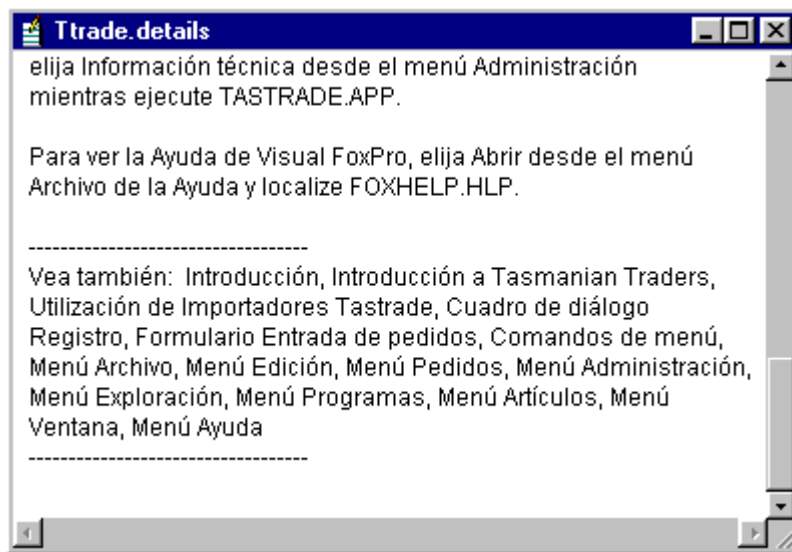 Ttrade.details
elija Información técnica desde el menú Administración
mientras ejecute TASTRADE.APP.
Para ver la Ayuda de Visual FoxPro, elija Abrir desde el menú
Archivo de la Ayuda y localize FOXHELP.HLP.
-----------------------------------
Vea también:  Introducción, Introducción a Tasmanian Traders,
Utilización de Importadores Tastrade, Cuadro de diálogo
Registro, Formulario Entrada de pedidos, Comandos de menú,
Menú Archivo, Menú Edición, Menú Pedidos, Menú Administración,
Menú Exploración, Menú Programas, Menú Artículos, Menú
Ventana, Menú Ayuda
-----------------------------------